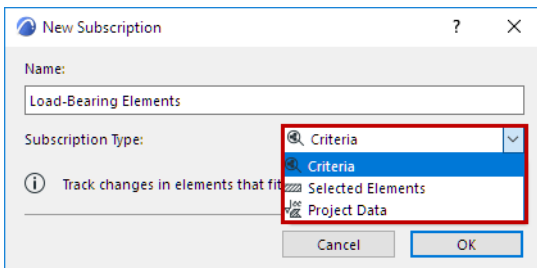 New Subscription
?
Name:
Load-Bearing Elements
Subscription Type:
Criteria
Criteria
Track changes in elements that fit
Selected Elements
Project Data
Cancel
OK